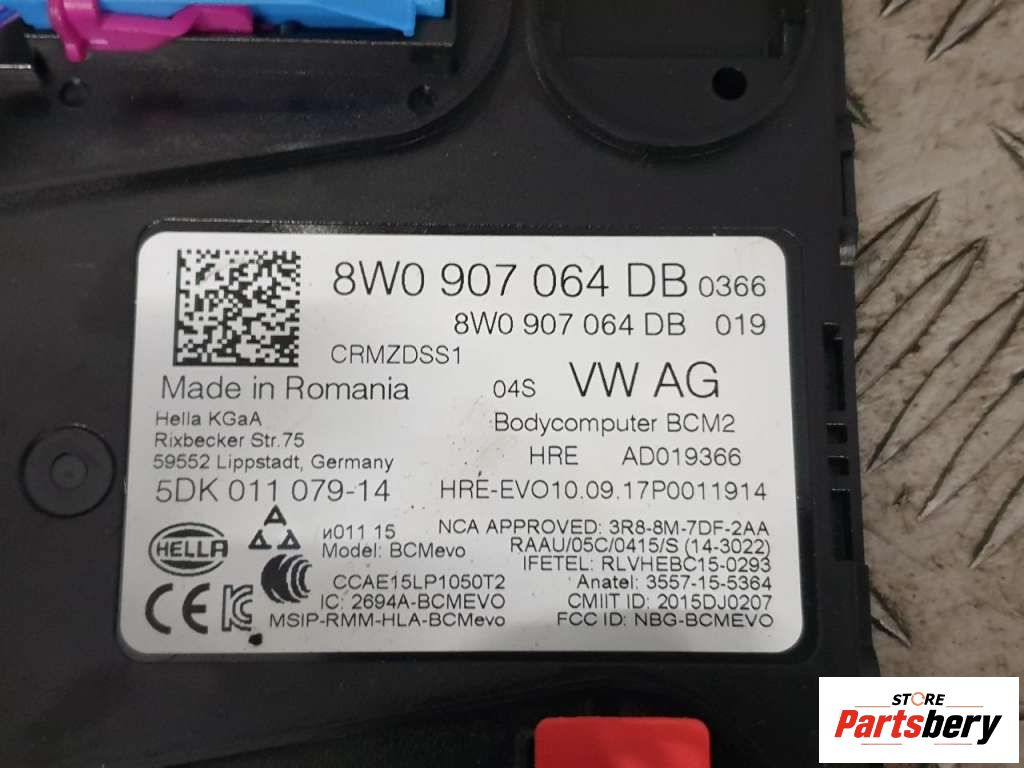 8W0 907 064 DB 0366
8W0 907 064 DB 019
CRMZDSS1
Made in Romania 04S VW AG
Hella KGaA
Rixbecker Str.75
59552 Lippstadt, Germany
Bodycomputer BCM2
HRE AD019366
5DK 011 079-14
HRE-EVO10.09.17P0011914
HELLA
и011 15
Model: BCMevo
NCA APPROVED: 3R8-8M-7DF-2AA
RAAU/05C/0415/S (14-3022)
IFETEL: RLVHEBC15-0293
CCAE15LP1050T2
Anatel: 3557-15-5364
IC: 2694A-BCMEVO
CMIIT ID: 2015DJ0207
CE
MSIP-RMM-HLA-BCMevo
FCC ID: NBG-BCMEVO
STORE
Partsbery